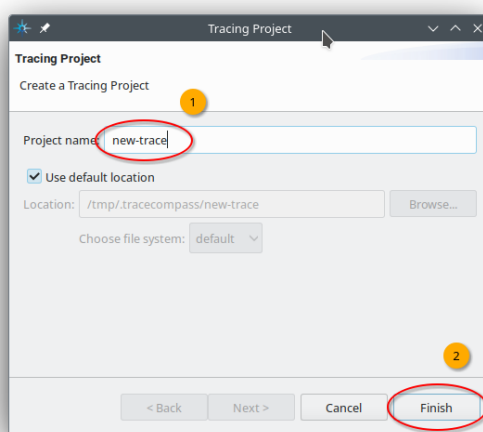 Tracing Project
Tracing Project
Create a Tracing Project
1
Project name: new-trace
Use default location
Location: /tmp/.tracecompass/new-trace Browse...
Choose file system: default
2
< Back Next > Cancel Finish